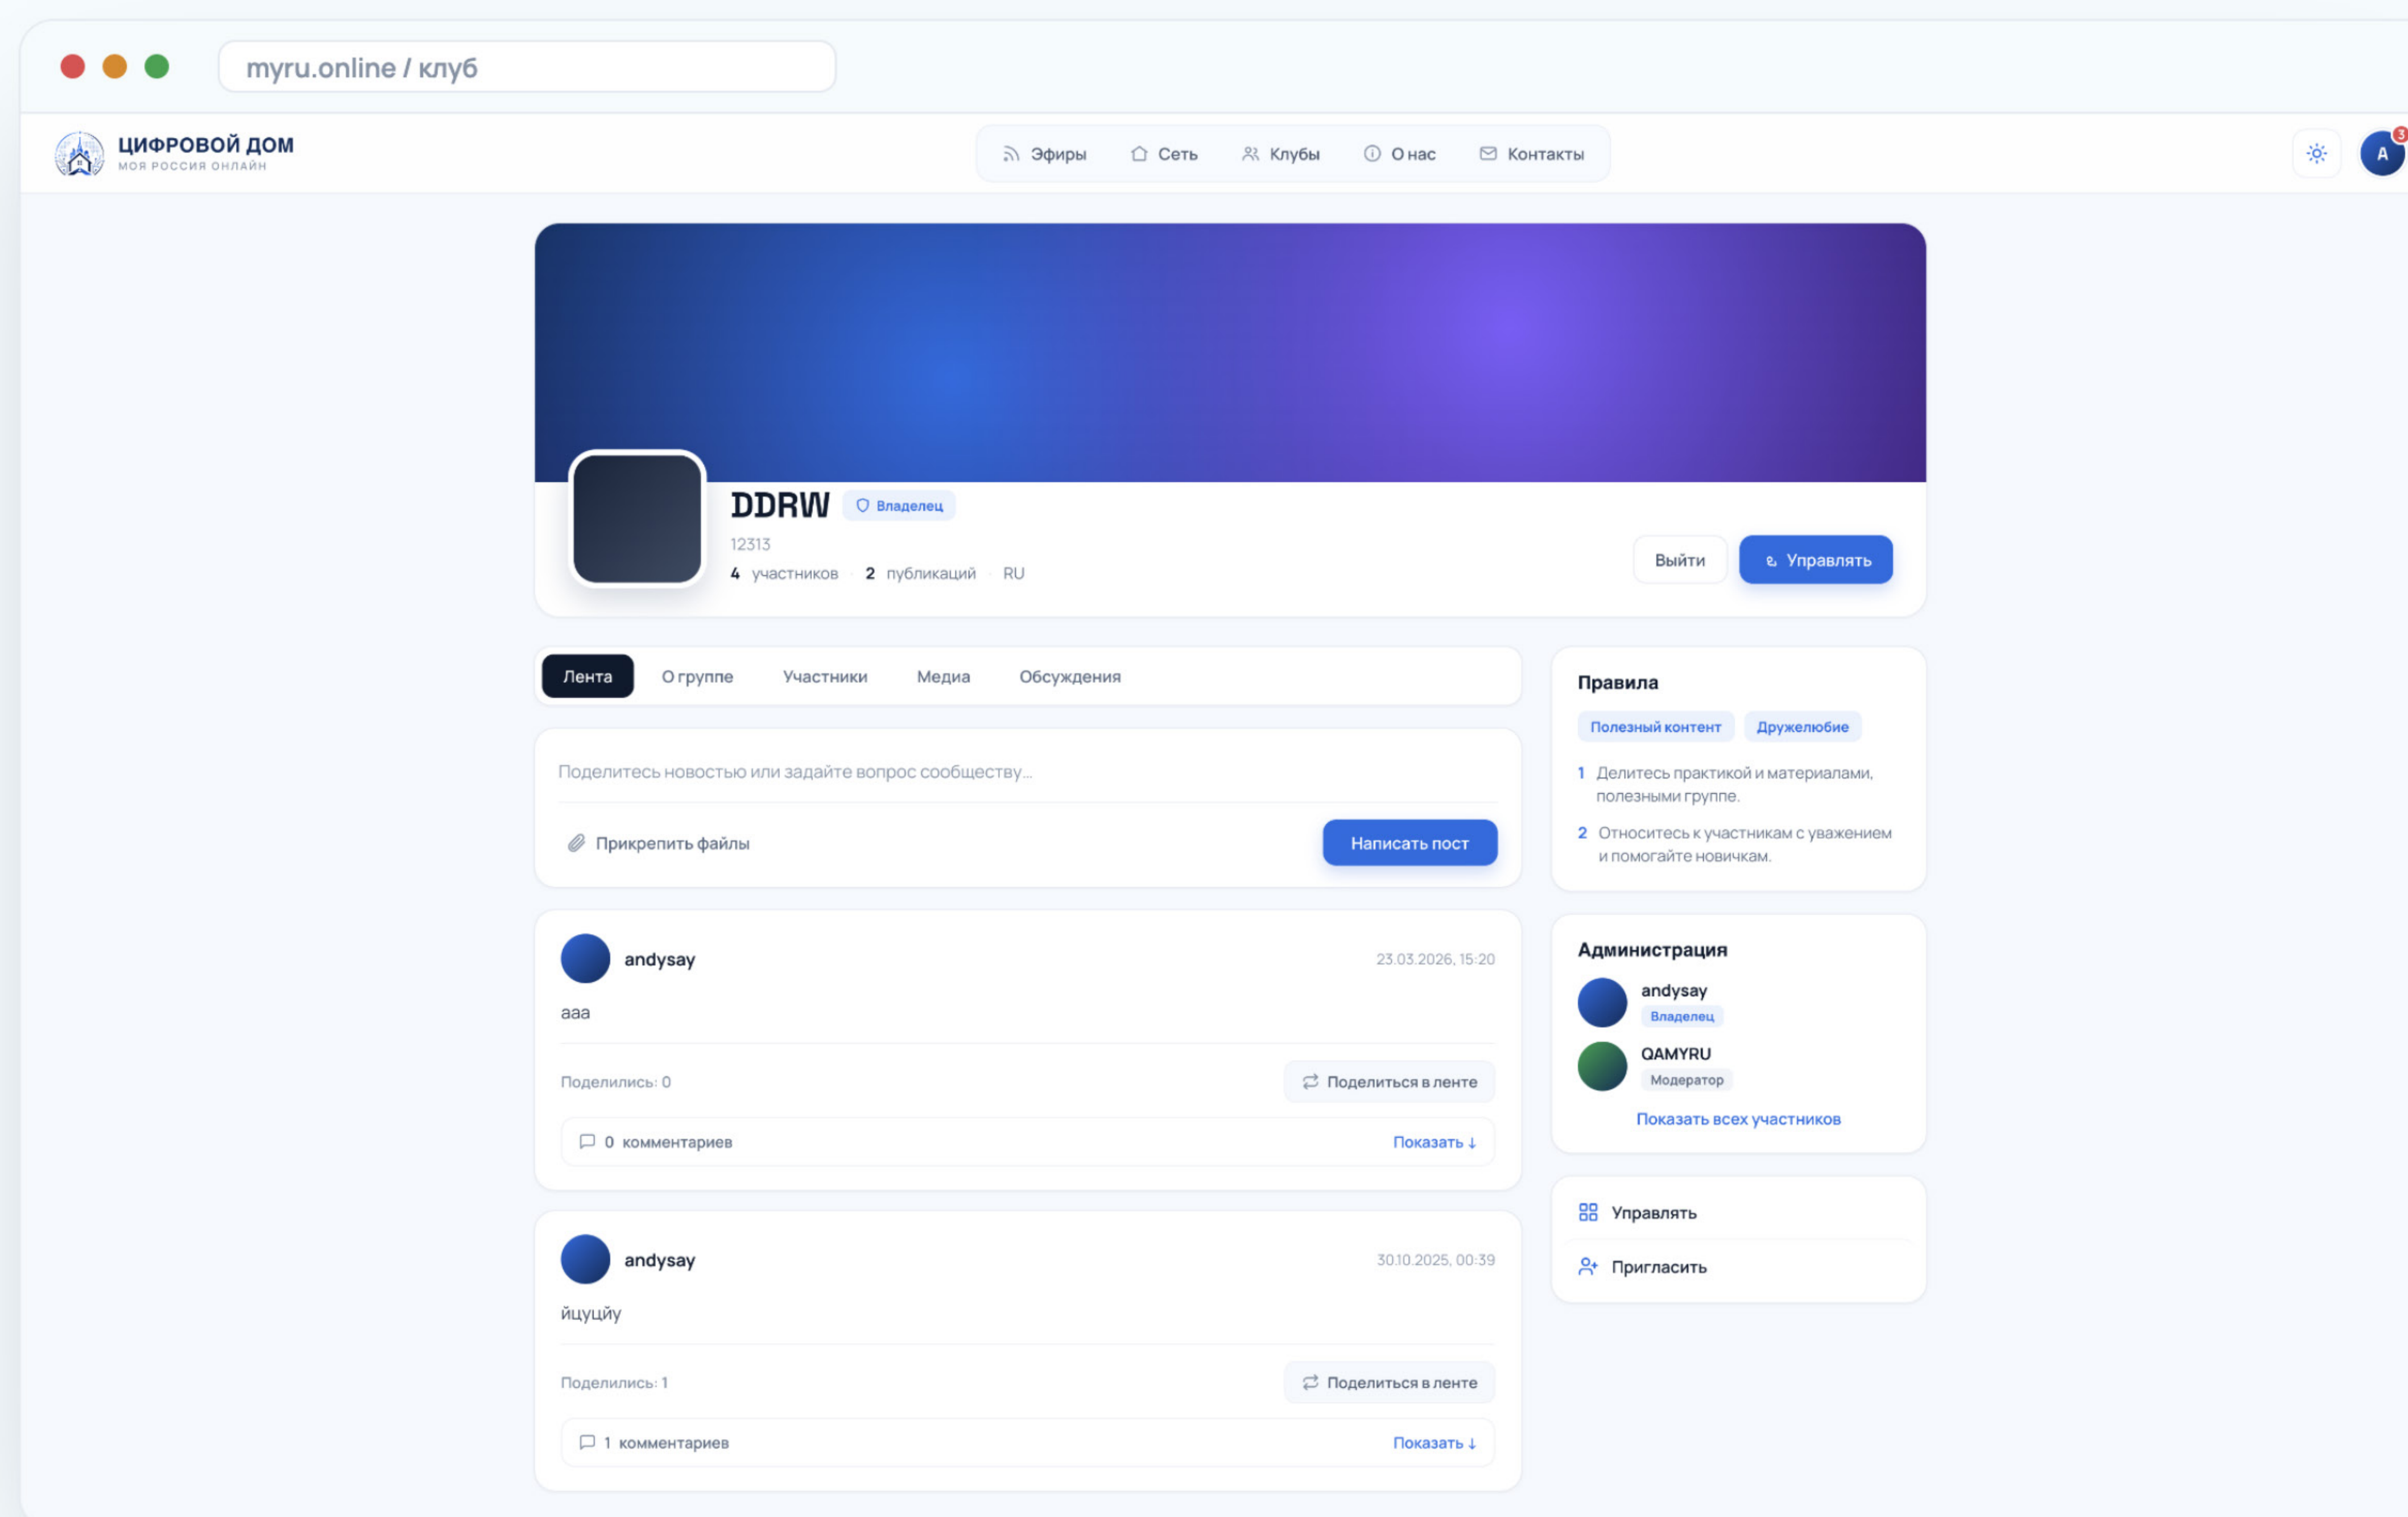 myru.online / клуб
ЦИФРОВОЙ ДОМ
МОЯ РОССИЯ ОНЛАЙН
Эфиры Сеть Клубы О нас Контакты
A 3
DDRW Владелец
12313
4 участников · 2 публикаций · RU
Выйти Управлять
Лента О группе Участники Медиа Обсуждения
Поделитесь новостью или задайте вопрос сообществу...
Прикрепить файлы Написать пост
andysay 23.03.2026, 15:20
ааа
Поделились: 0 Поделиться в ленте
0 комментариев Показать ↓
andysay 30.10.2025, 00:39
йцуцйу
Поделились: 1 Поделиться в ленте
1 комментариев Показать ↓
Правила
Полезный контент Дружелюбие
1 Делитесь практикой и материалами,
полезными группе.
2 Относитесь к участникам с уважением
и помогайте новичкам.
Администрация
andysay
Владелец
QAMYRU
Модератор
Показать всех участников
Управлять
Пригласить